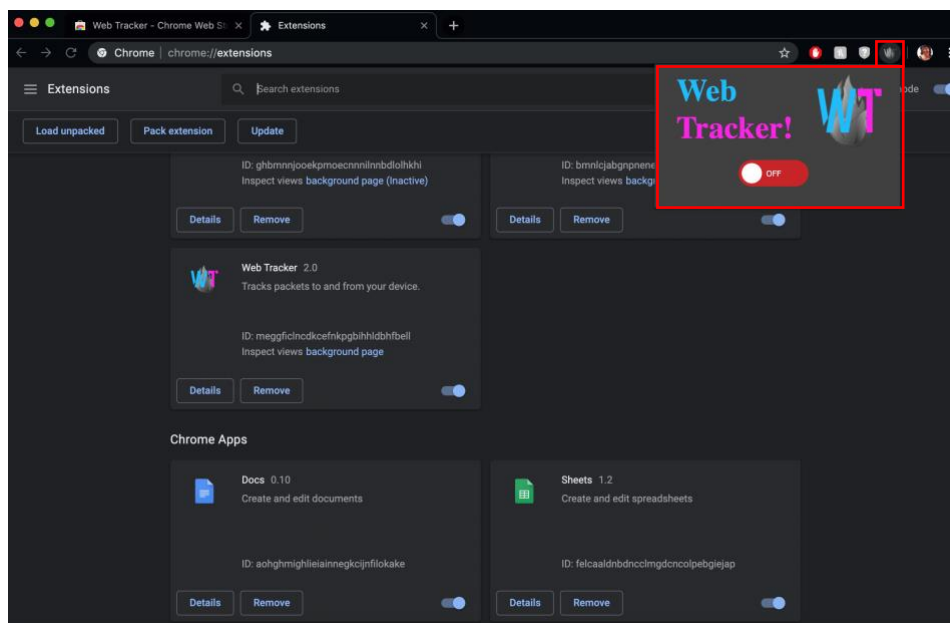 Web Tracker - Chrome Web St
Extensions
Chrome | chrome://extensions
Extensions
Search extensions
ode
Web
Tracker!
WT
OFF
Load unpacked
Pack extension
Update
ID: ghbmnnjooekpmoecnnnilnnbdlolhkhi
Inspect views background page (Inactive)
Details
Remove
ID: bmnlcjabgnpnene
Inspect views backg
Details
Remove
WT
Web Tracker 2.0
Tracks packets to and from your device.
ID: meggficlncdkcefnkpgbihhldbhfbell
Inspect views background page
Details
Remove
Chrome Apps
Docs 0.10
Create and edit documents
ID: aohghmighlieiainnegkcijnfilokake
Details
Remove
Sheets 1.2
Create and edit spreadsheets
ID: felcaaldnbdncclmgdcncolpebgiejap
Details
Remove